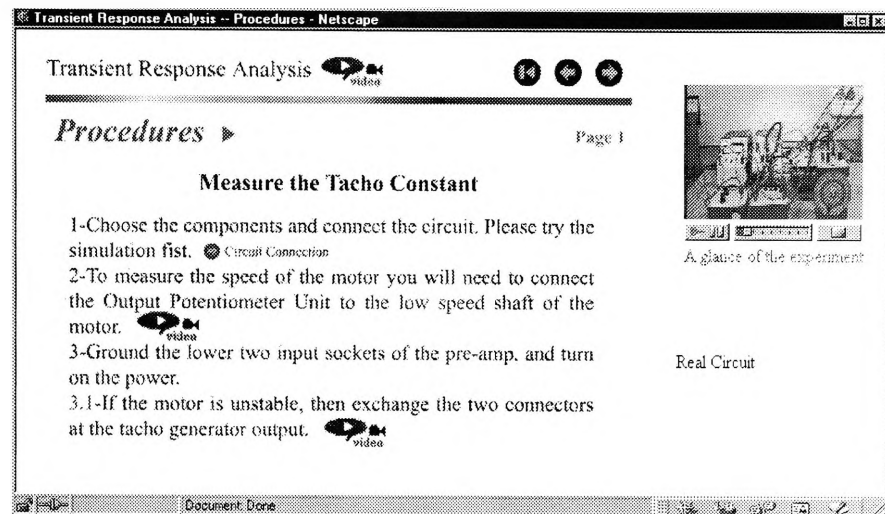 Transient Response Analysis -- Procedures - Netscape
Transient Response Analysis video
Procedures
Page 1
Measure the Tacho Constant
1-Choose the components and connect the circuit. Please try the
simulation fist. Circuit Connection
2-To measure the speed of the motor you will need to connect
the Output Potentiometer Unit to the low speed shaft of the
motor. video
3-Ground the lower two input sockets of the pre-amp, and turn
on the power.
3.1-If the motor is unstable, then exchange the two connectors
at the tacho generator output. video
A glance of the experiment
Real Circuit
Document: Done